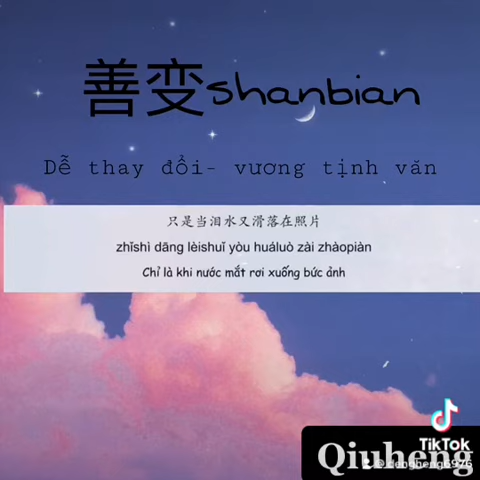 善变shanbian
Dễ thay đổi- vương tịnh văn
只是当泪水又滑落在照片
zhǐshì dāng lèishuǐ yòu huáluò zài zhàopiàn
Chỉ là khi nước mắt rơi xuống bức ảnh
TikTok
Qiuheng